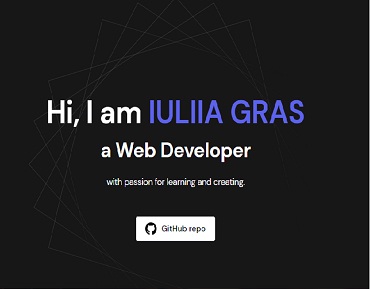 Hi, I am IULIIA GRAS
a Web Developer
with passion for learning and creating.
GitHub repo